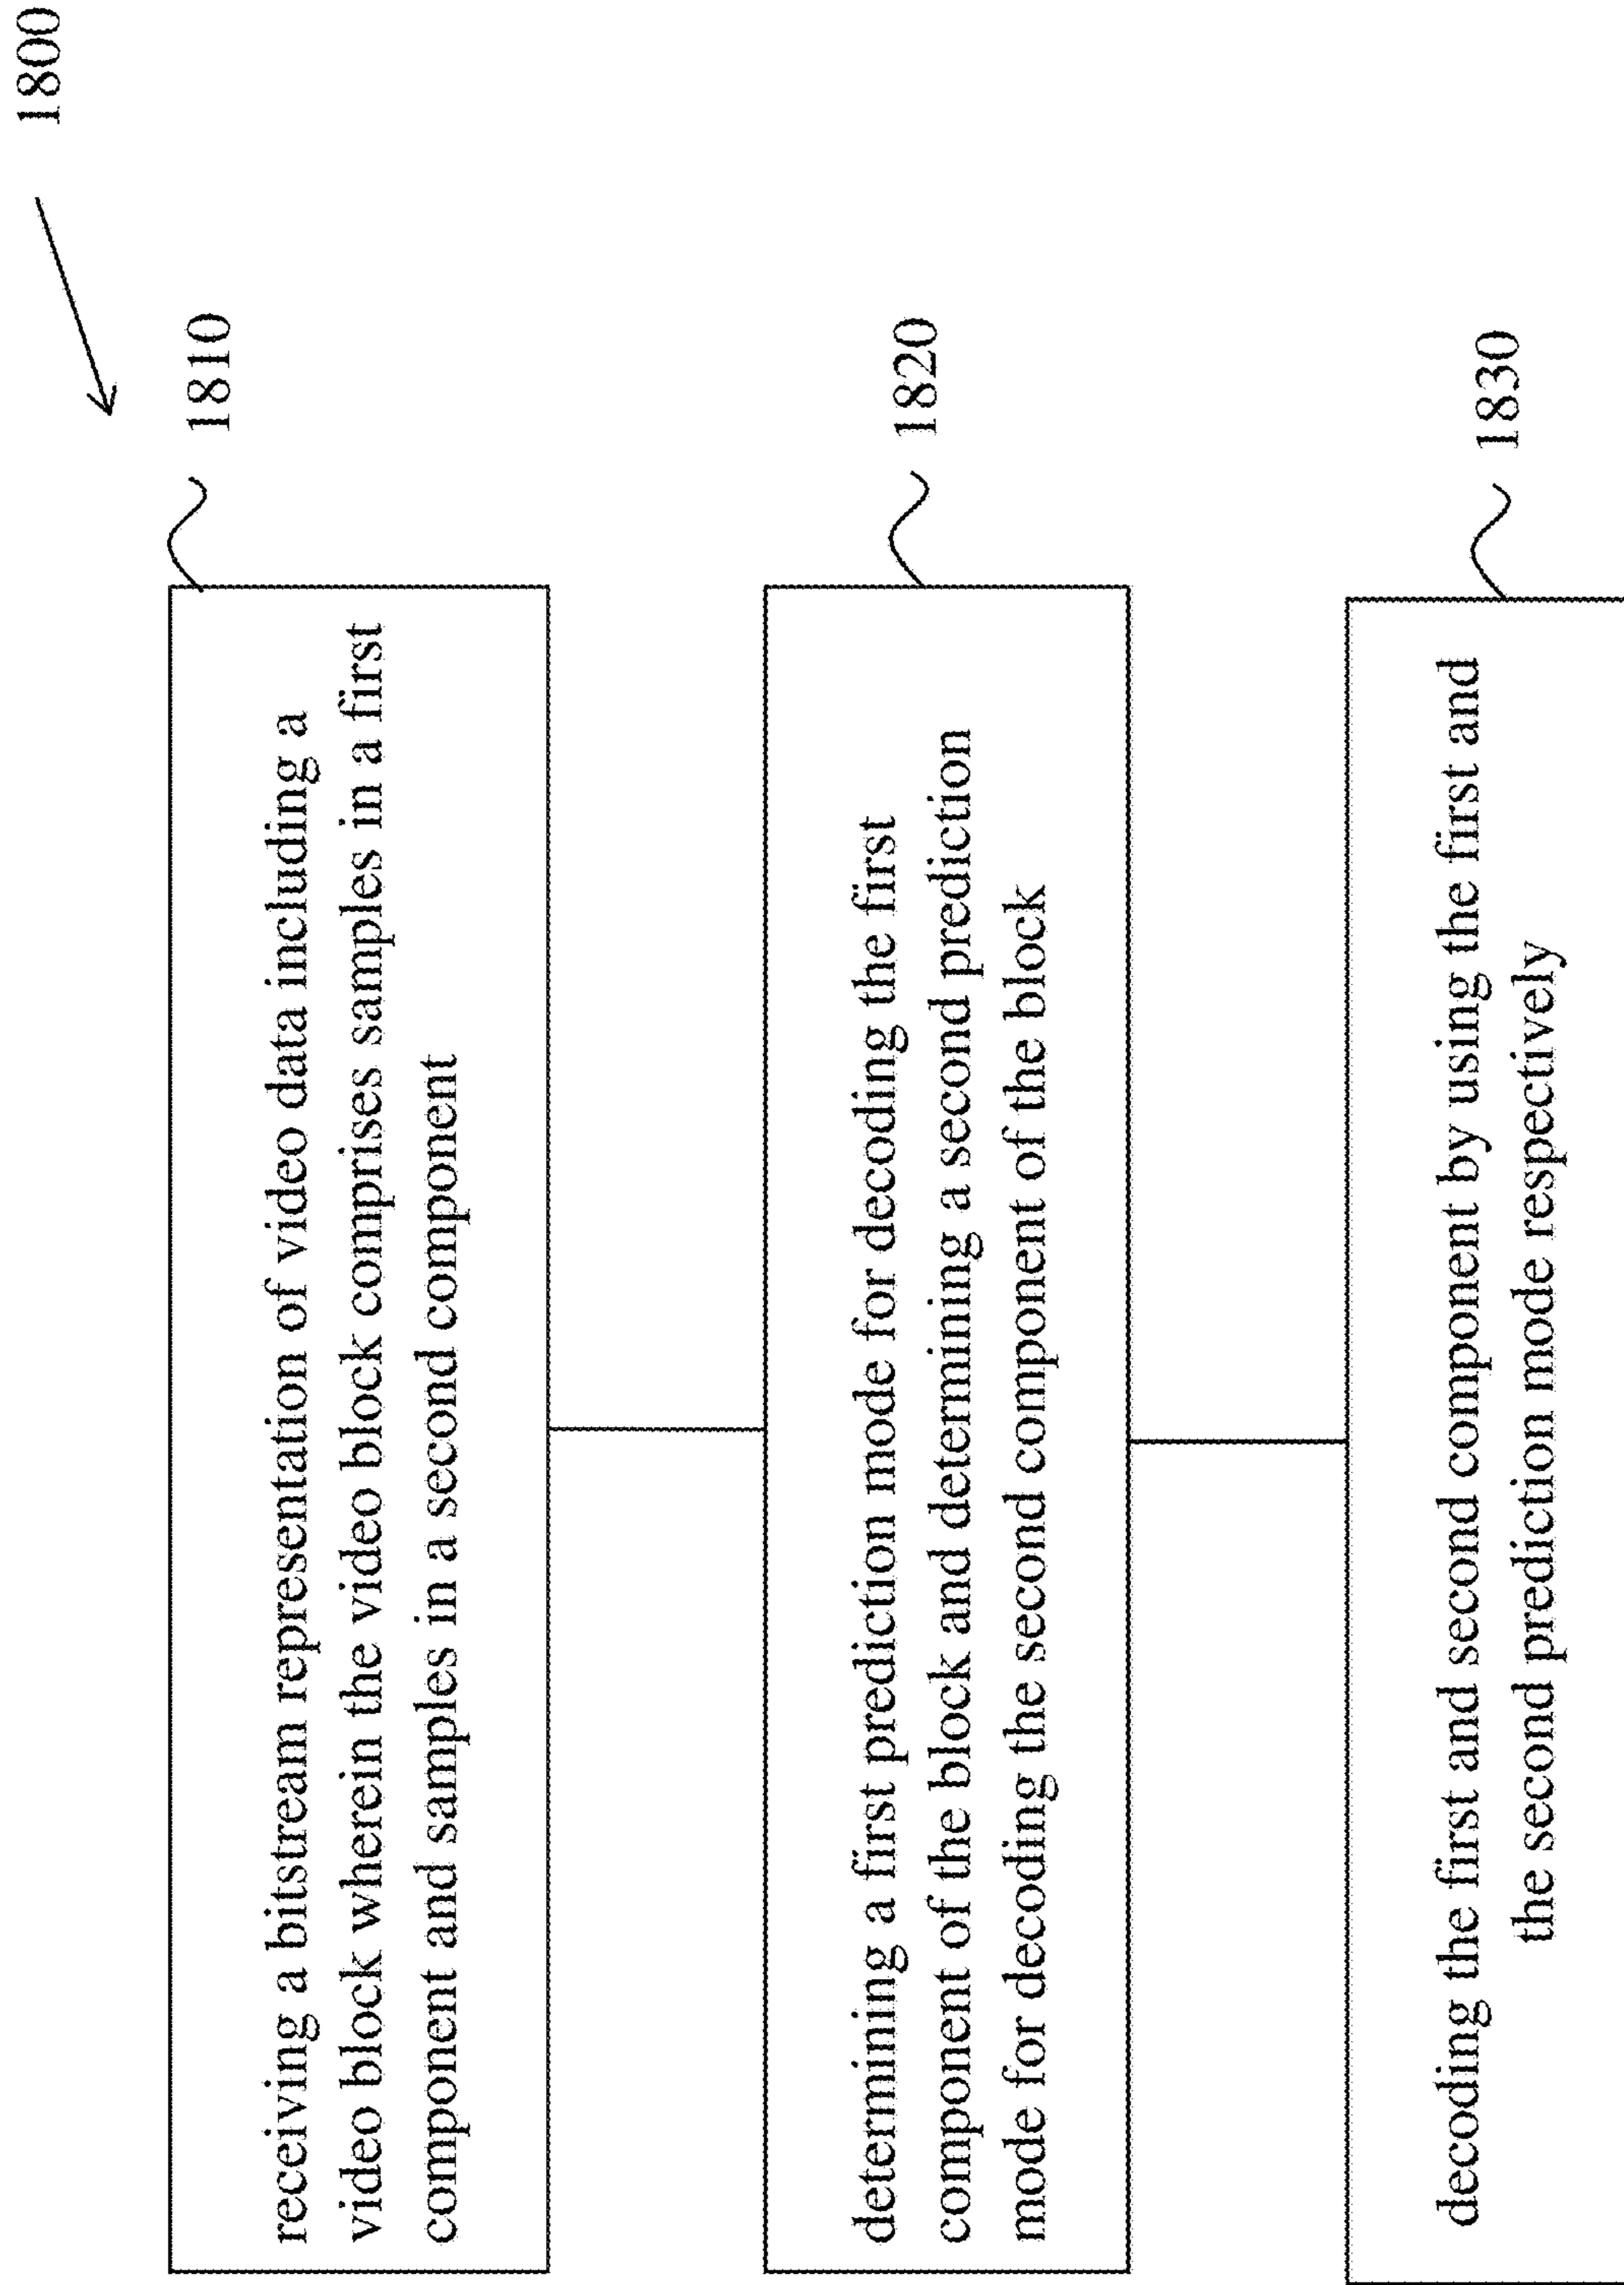 1800
1810
receiving a bitstream representation of video data including a
video block wherein the video block comprises samples in a first
component and samples in a second component
1820
determining a first prediction mode for decoding the first
component of the block and determining a second prediction
mode for decoding the second component of the block
1830
decoding the first and second component by using the first and
the second prediction mode respectively